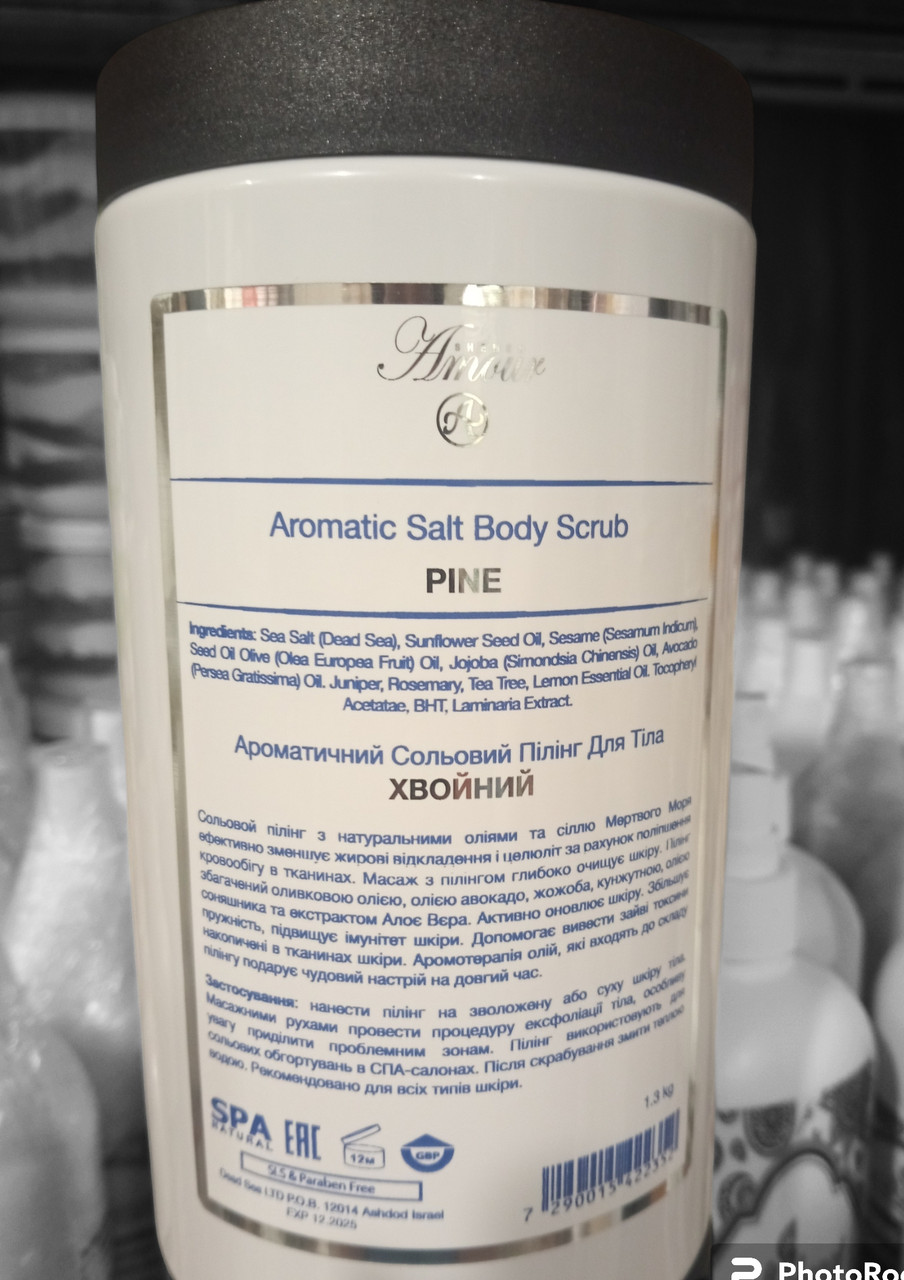 Amour
Aromatic Salt Body Scrub
PINE
Ingredients: Sea Salt (Dead Sea), Sunflower Seed Oil, Sesame (Sesamum Indicum),
Seed Oil Olive (Olea Europea Fruit) Oil, Jojoba (Simondsia Chinensis) Oil, Avocado
(Persea Gratissima) Oil. Juniper, Rosemary, Tea Tree, Lemon Essential Oil. Tocopheryl
Acetatae, BHT, Laminaria Extract.
Ароматичний Сольовий Пілінг Для Тіла
ХВОЙНИЙ
Сольовой пілінг з натуральними оліями та сіллю Мертвого Моря
ефективно зменшує жирові відкладення і целюліт за рахунок поліпшення
кровообігу в тканинах. Масаж з пілінгом глибоко очищує шкіру. Пілінг
збагачений оливковою олією, олією авокадо, жожоба, кунжутною, олією
соняшника та екстрактом Алоє Вєра. Активно оновлює шкіру. Збільшує
пружність, підвищує імунітет шкіри. Допомогає вивести зайві токсини
накопичені в тканинах шкіри. Аромотерапія олій, які входять до складу
пілінгу подарує чудовий настрій на довгий час.
Застосування: нанести пілінг на зволожену або суху шкіру тіла.
Масажними рухами провести процедуру ексфоліації тіла, особливу
увагу приділити проблемним зонам. Пілінг використовують для
сольових обгортувань в СПА-салонах. Після скрабування змити теплою
водою. Рекомендовано для всіх типів шкіри.
1.3 kg
SPA
NATURAL
EAC
12м
GBP
SLS & Paraben Free
Dead Sea LTD P.O.B. 12014 Ashdod Israel
EXP 12.2025
7 290015 422352
PhotoRoo